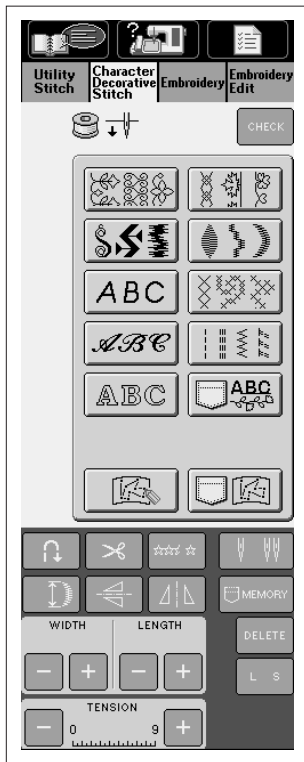 ?
Utility Stitch
Character Decorative Stitch
Embroidery
Embroidery Edit
CHECK
ABC
ABC
ABC
ABC
MEMORY
WIDTH
LENGTH
DELETE
- + - +
L S
TENSION
- 0 9 +